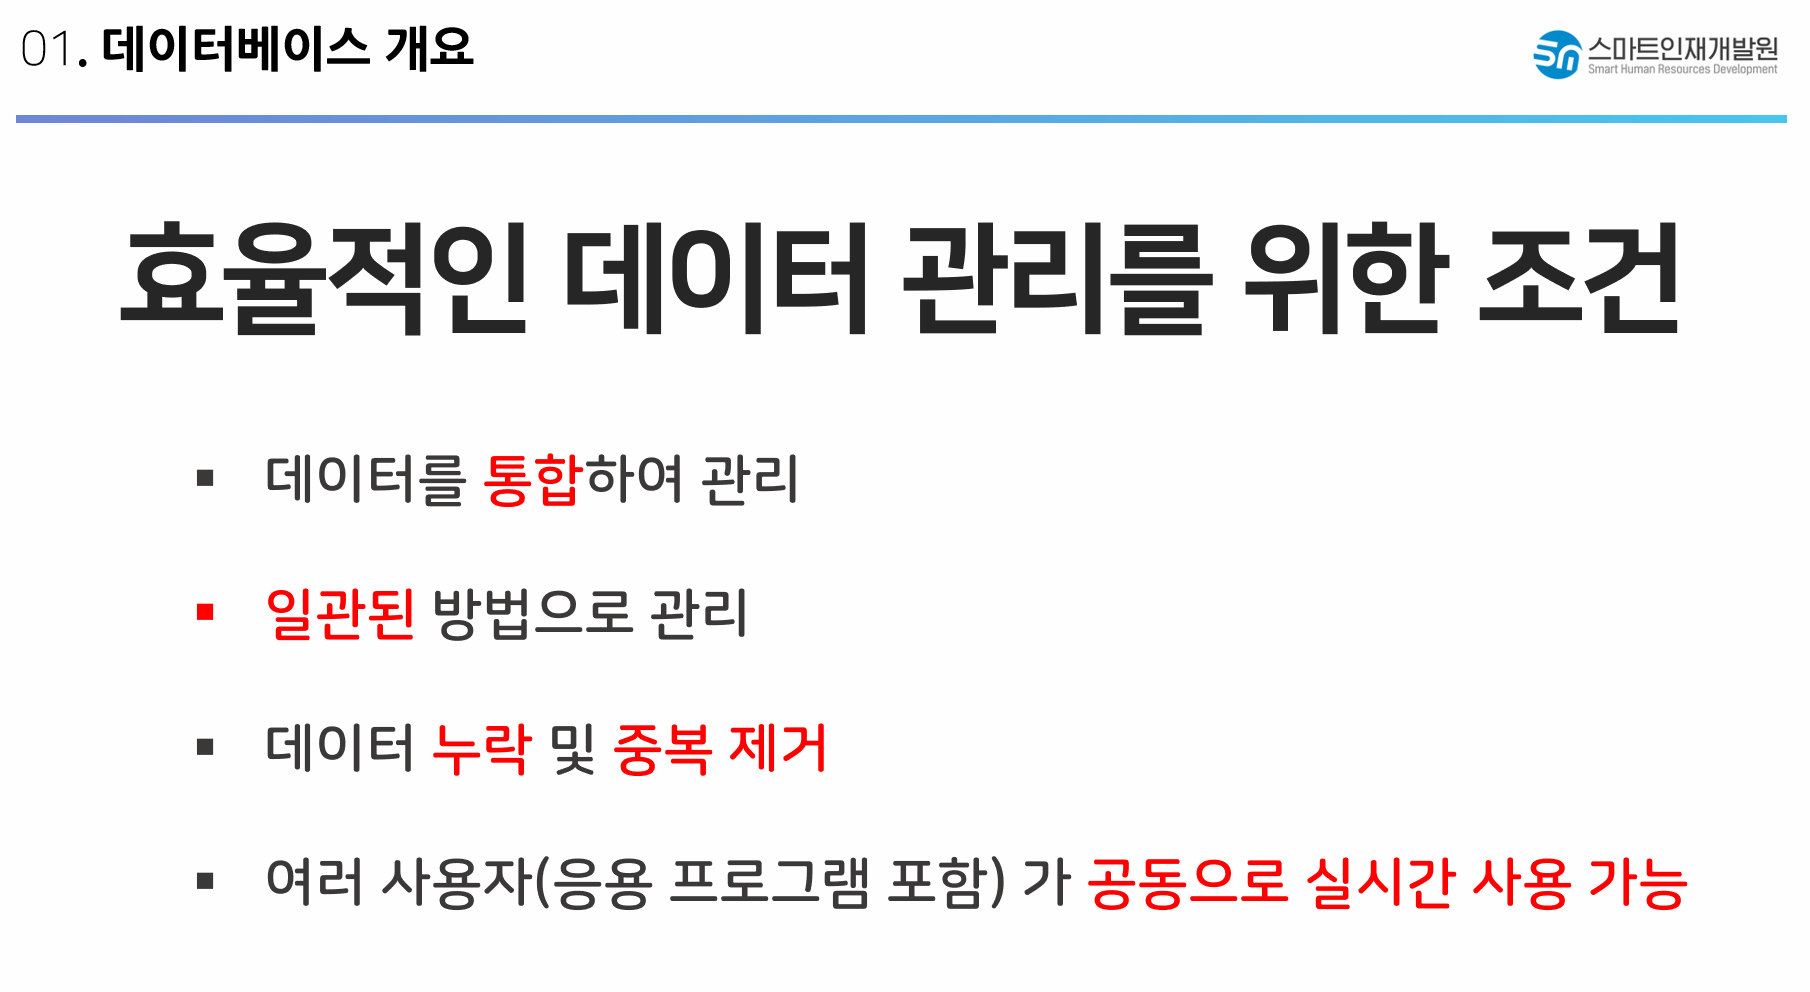 01. 데이터베이스 개요
스마트인재개발원
Smart Human Resources Development
효율적인 데이터 관리를 위한 조건
▪ 데이터를 통합하여 관리
▪ 일관된 방법으로 관리
▪ 데이터 누락 및 중복 제거
▪ 여러 사용자(응용 프로그램 포함) 가 공동으로 실시간 사용 가능